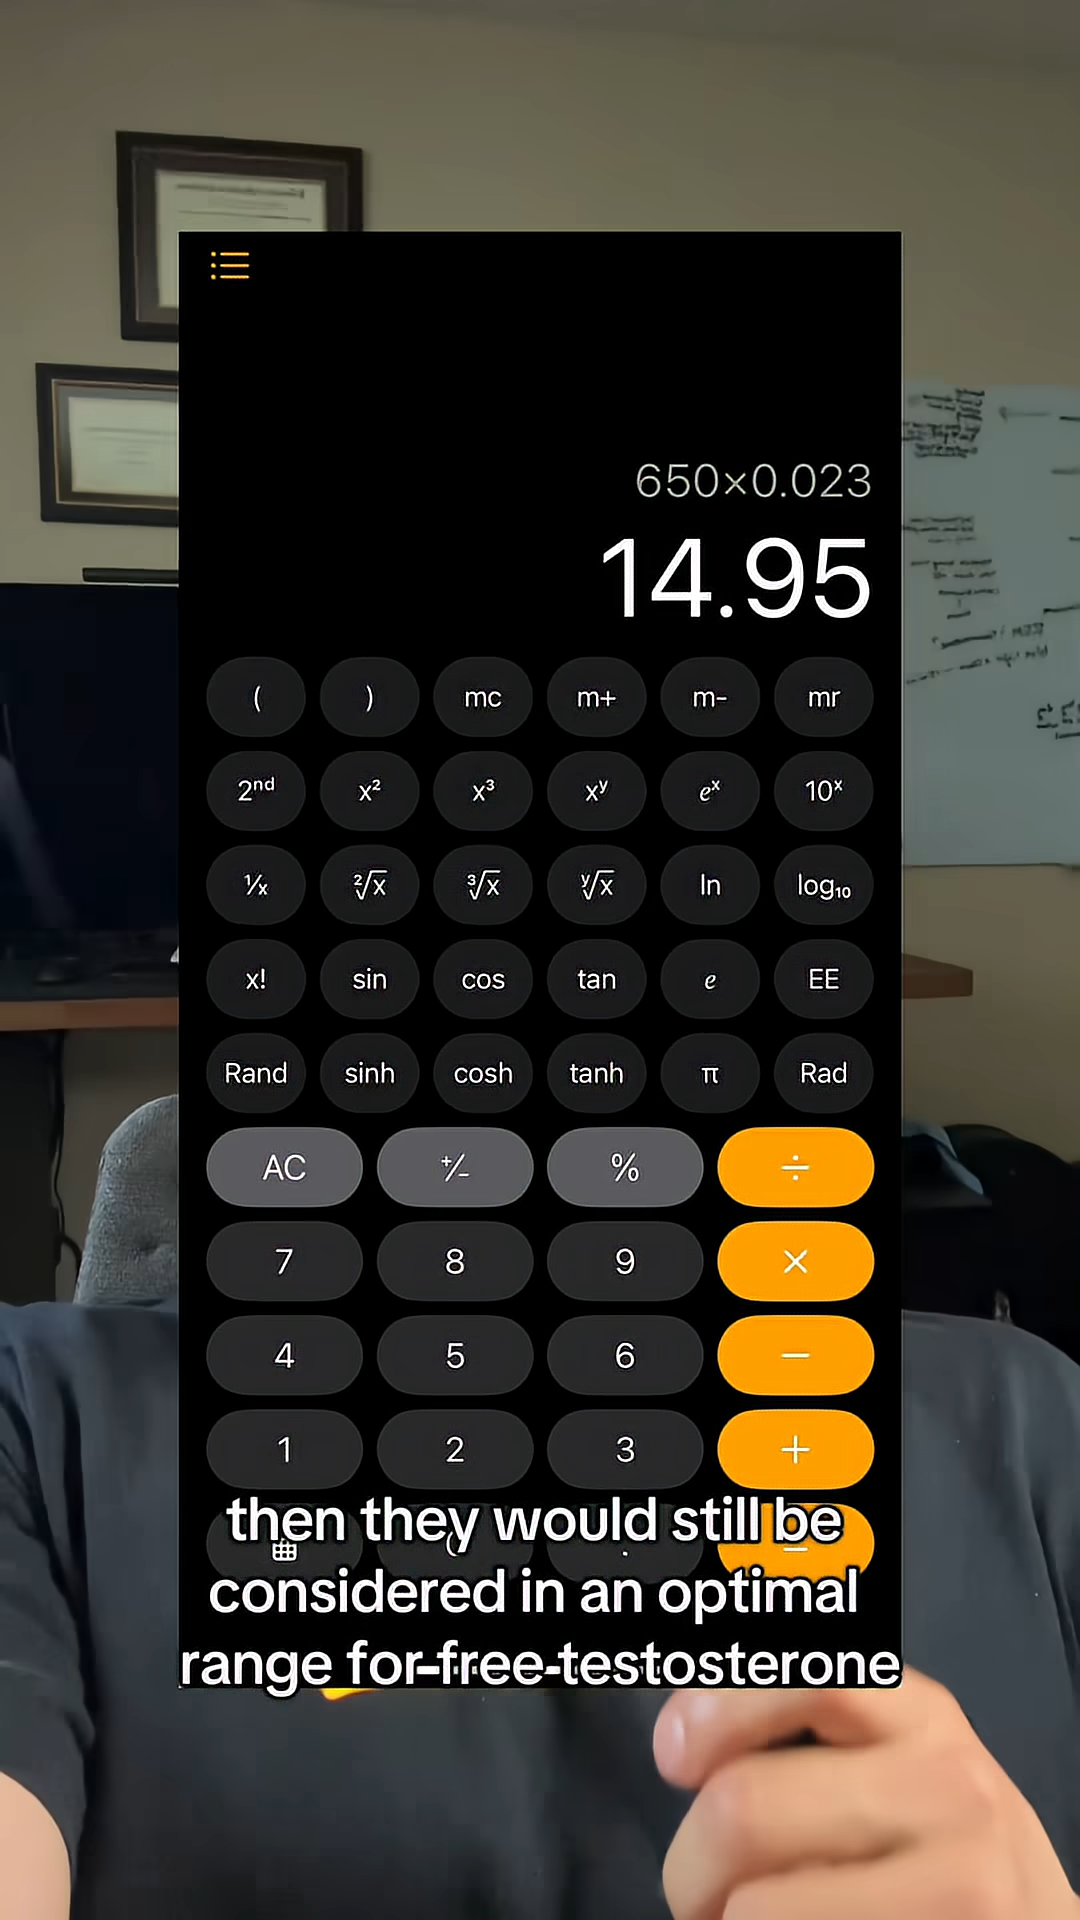 650×0.023
14.95
( ) mc m+ m- mr
2ⁿᵈ x² x³ xʸ eˣ 10ˣ
¹⁄ₓ ²√x ³√x ʸ√x ln log₁₀
x! sin cos tan e EE
Rand sinh cosh tanh π Rad
AC +/− % ÷
7 8 9 ×
4 5 6 −
1 2 3 +
then they would still be
considered in an optimal
range for free testosterone